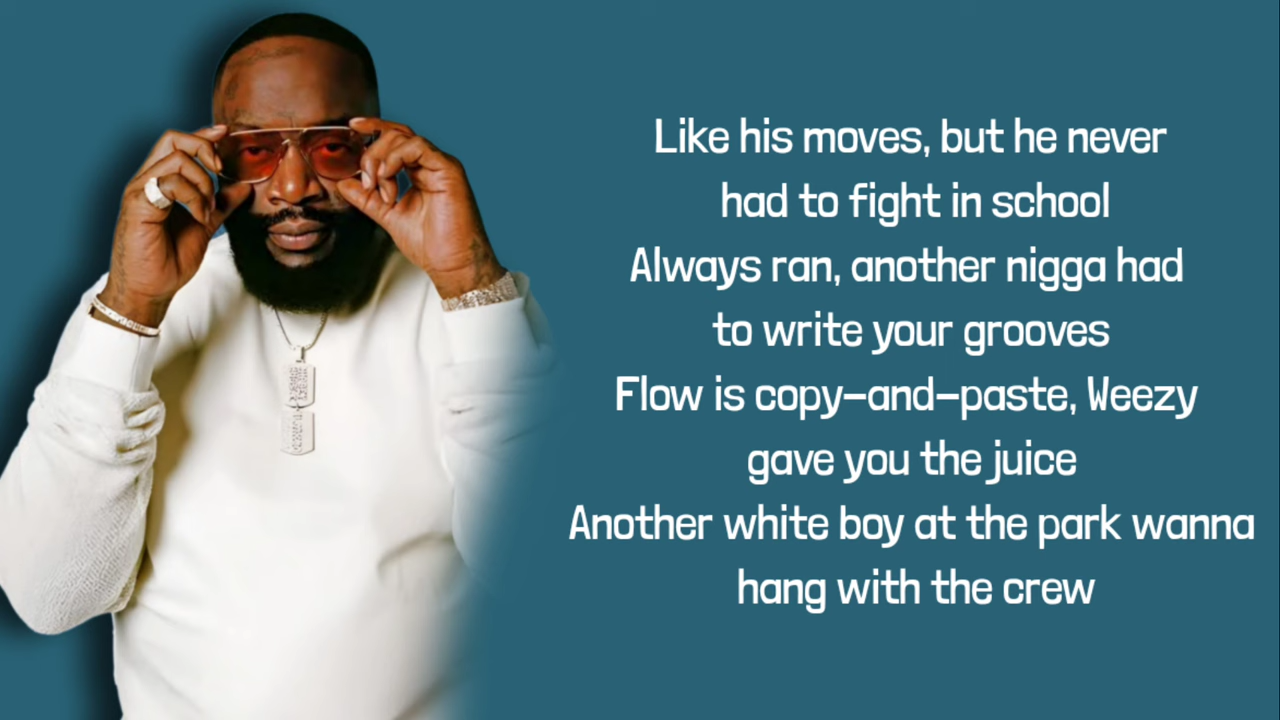 Like his moves, but he never
had to fight in school
Always ran, another nigga had
to write your grooves
Flow is copy-and-paste, Weezy
gave you the juice
Another white boy at the park wanna
hang with the crew